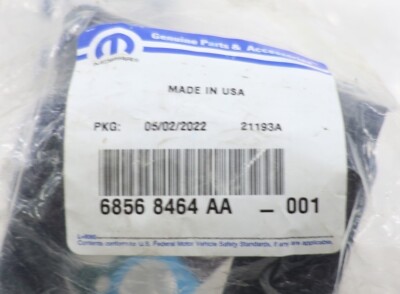 Genuine Parts & Accessories
MADE IN USA
PKG: 05/02/2022 21193A -
6856 8464 AA - 001
Contents conform to U.S. Federal Motor Vehicle Safety Standards, if any are applicable.